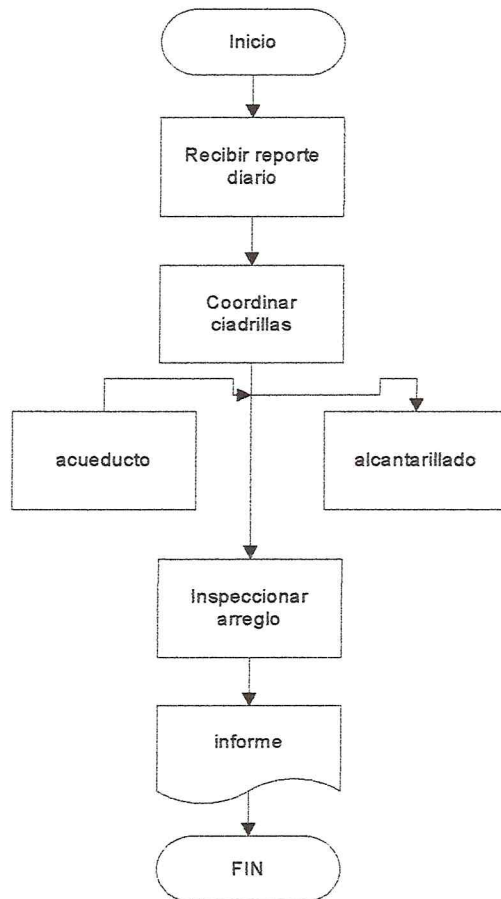 Inicio
Recibir reporte
diario
Coordinar
ciadrillas
acueducto
alcantarillado
Inspeccionar
arreglo
informe
FIN